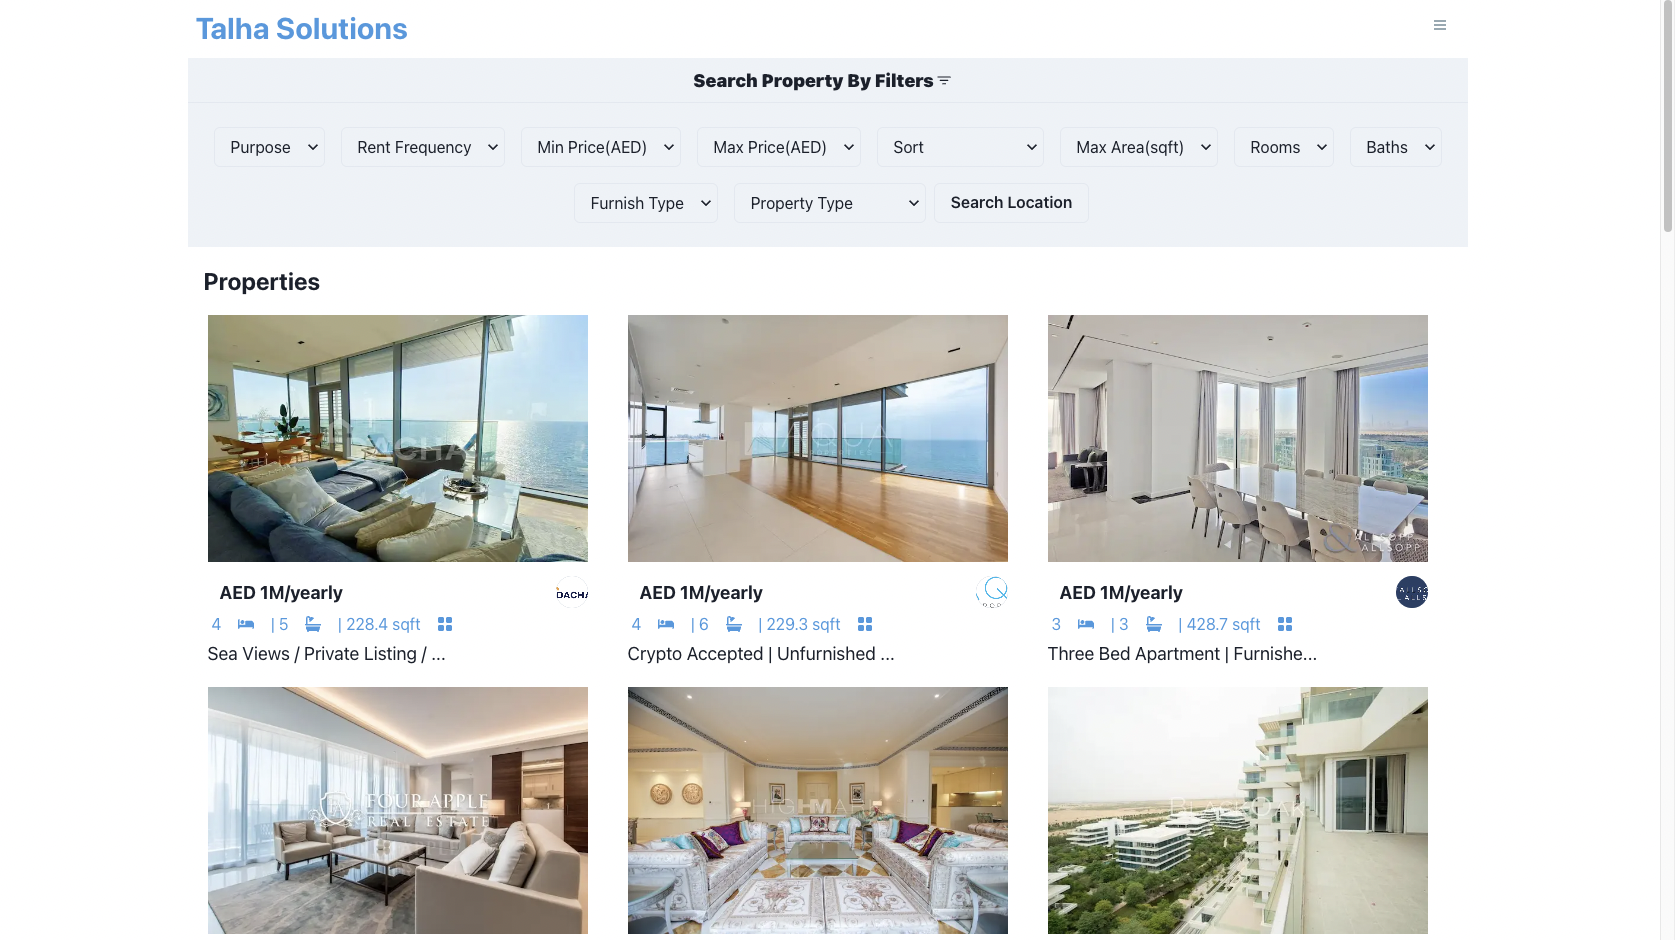 Talha Solutions
Search Property By Filters
Purpose Rent Frequency Min Price(AED) Max Price(AED) Sort Max Area(sqft) Rooms Baths
Furnish Type Property Type Search Location
Properties
AED 1M/yearly DACHA
4 | 5 | 228.4 sqft
Sea Views / Private Listing / ...
AED 1M/yearly
4 | 6 | 229.3 sqft
Crypto Accepted | Unfurnished ...
ALLSOPP
ALLSOPP
AED 1M/yearly
3 | 3 | 428.7 sqft
Three Bed Apartment | Furnishe...
FOUR APPLE
REAL ESTATE